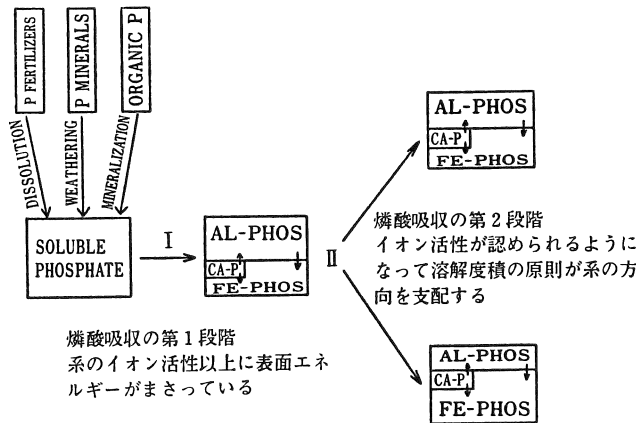 P FERTILIZERS
P MINERALS
ORGANIC P
DISSOLUTION
WEATHERING
MINERALIZATION
SOLUBLE
PHOSPHATE
I
AL-PHOS
CA-P
FE-PHOS
II
AL-PHOS
CA-P
FE-PHOS
燐酸吸収の第2段階
イオン活性が認められるように
なって溶解度積の原則が系の方
向を支配する
AL-PHOS
CA-P
FE-PHOS
燐酸吸収の第1段階
系のイオン活性以上に表面エネ
ルギーがまさっている